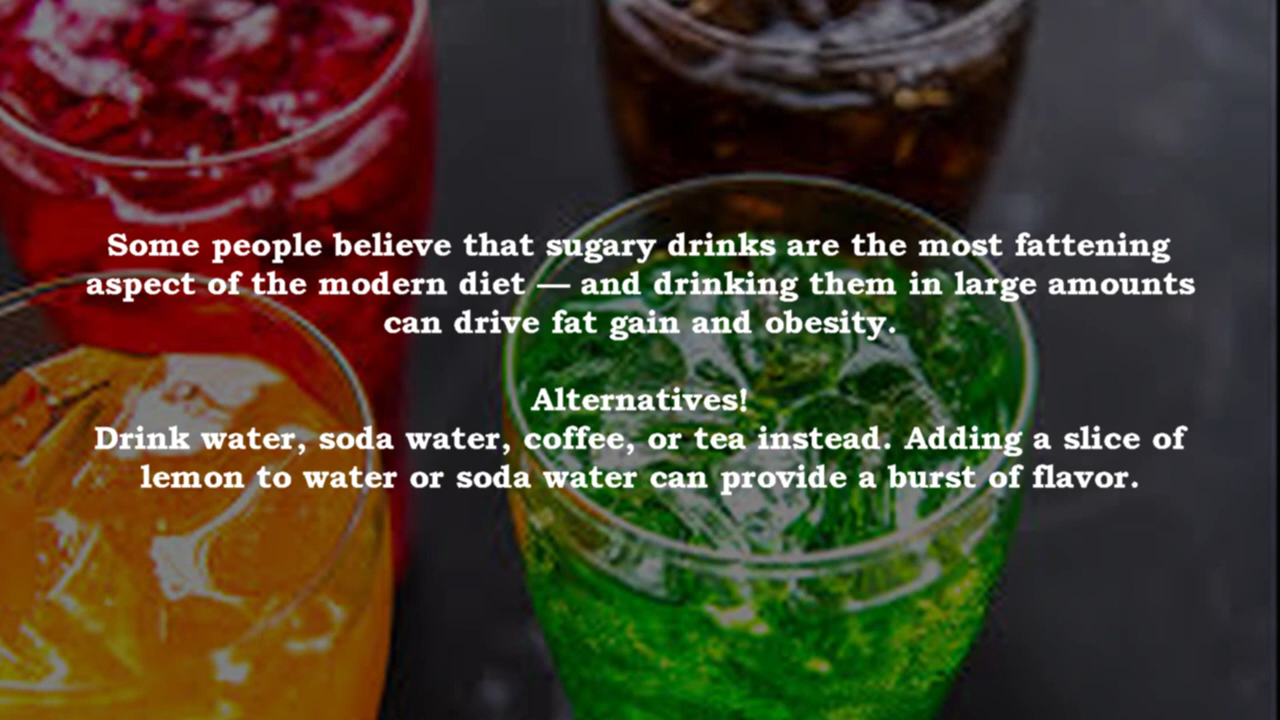 Some people believe that sugary drinks are the most fattening
aspect of the modern diet — and drinking them in large amounts
can drive fat gain and obesity.
Alternatives!
Drink water, soda water, coffee, or tea instead. Adding a slice of
lemon to water or soda water can provide a burst of flavor.